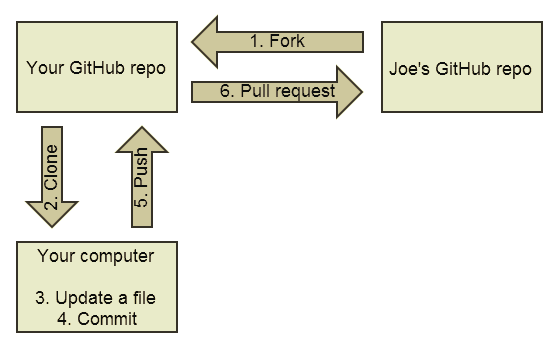 Your GitHub repo
1. Fork
6. Pull request
Joe's GitHub repo
2. Clone
5. Push
Your computer
3. Update a file
4. Commit